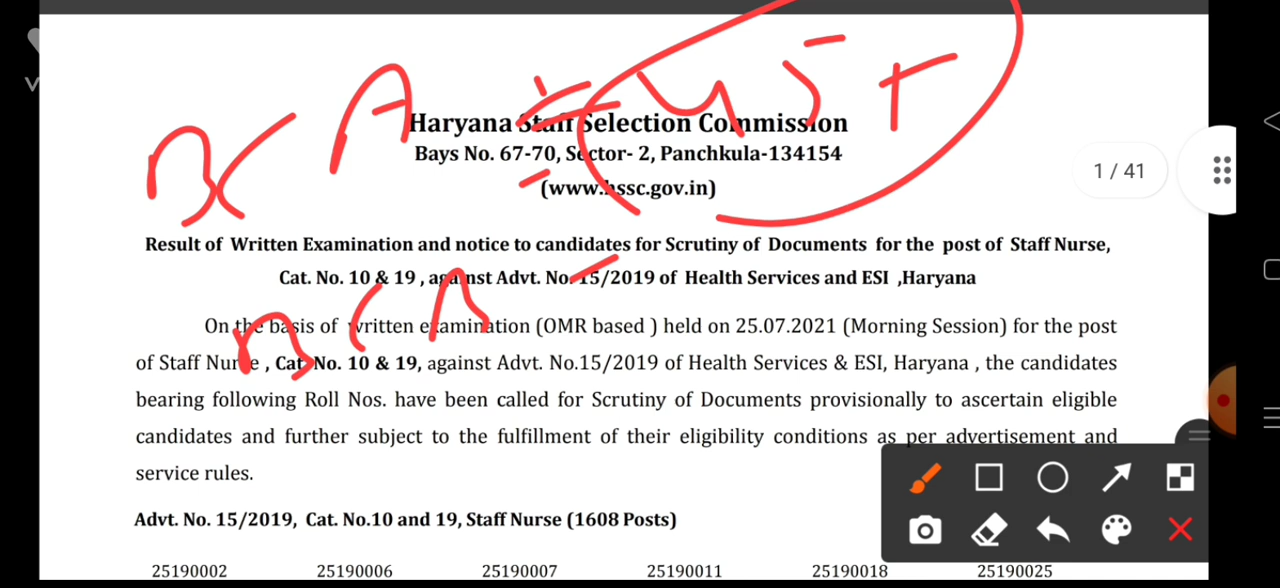 BCA = 45+
Haryana Staff Selection Commission
Bays No. 67-70, Sector- 2, Panchkula-134154
(www.hssc.gov.in)
1 / 41
Result of Written Examination and notice to candidates for Scrutiny of Documents for the post of Staff Nurse,
Cat. No. 10 & 19 , against Advt. No. 15/2019 of Health Services and ESI ,Haryana
BCA -
On the basis of written examination (OMR based ) held on 25.07.2021 (Morning Session) for the post
of Staff Nurse , Cat. No. 10 & 19, against Advt. No.15/2019 of Health Services & ESI, Haryana , the candidates
bearing following Roll Nos. have been called for Scrutiny of Documents provisionally to ascertain eligible
candidates and further subject to the fulfillment of their eligibility conditions as per advertisement and
service rules.
Advt. No. 15/2019, Cat. No.10 and 19, Staff Nurse (1608 Posts)
25190002 25190006 25190007 25190011 25190018 25190025